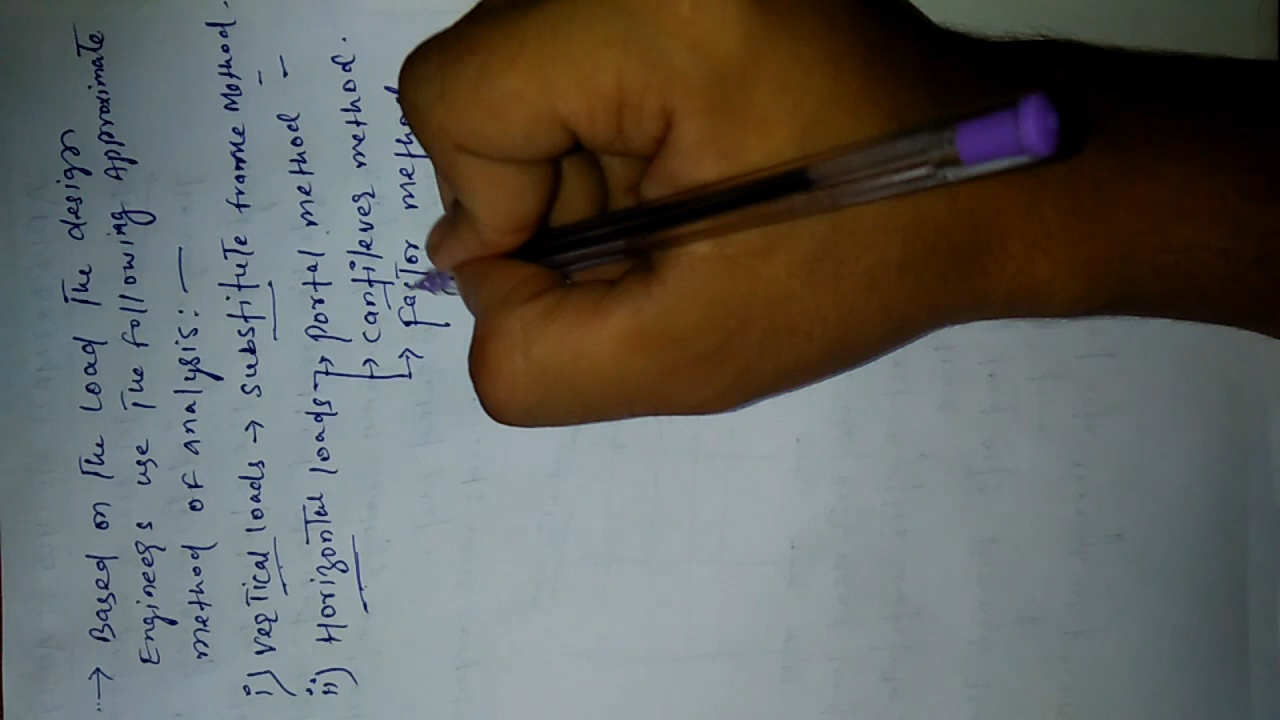 → Based on The Load The design
Engineers use The following Approximate
method of analysis: —
i) vertical loads → substitute frame Method.
ii) Horizontal loads → portal method -
→ cantilever method.
→ factor method